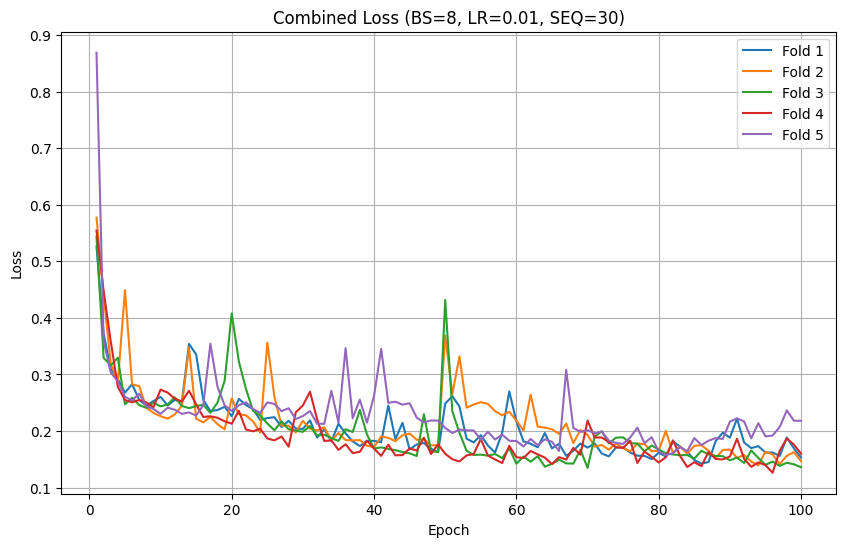 Combined Loss (BS=8, LR=0.01, SEQ=30)
0.9
0.8
0.7
0.6
0.5
0.4
0.3
0.2
0.1
Loss
Fold 1
Fold 2
Fold 3
Fold 4
Fold 5
0 20 40 60 80 100
Epoch